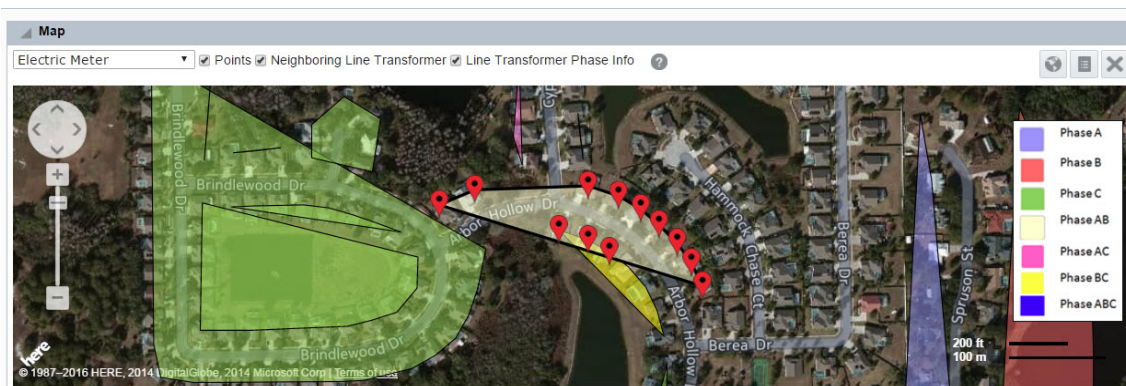 Map
Electric Meter
Points
Neighboring Line Transformer
Line Transformer Phase Info
?
Brindlewood Dr
Brindlewood Dr
Brindlewood Dr
Cyp
Arbor Hollow Dr
Hammock Chase Ct
Berea Dr
Arbor Hollow
Berea Dr
Spruson St
Phase A
Phase B
Phase C
Phase AB
Phase AC
Phase BC
Phase ABC
200 ft
100 m
here
© 1987–2016 HERE, 2014 DigitalGlobe, 2014 Microsoft Corp | Terms of use